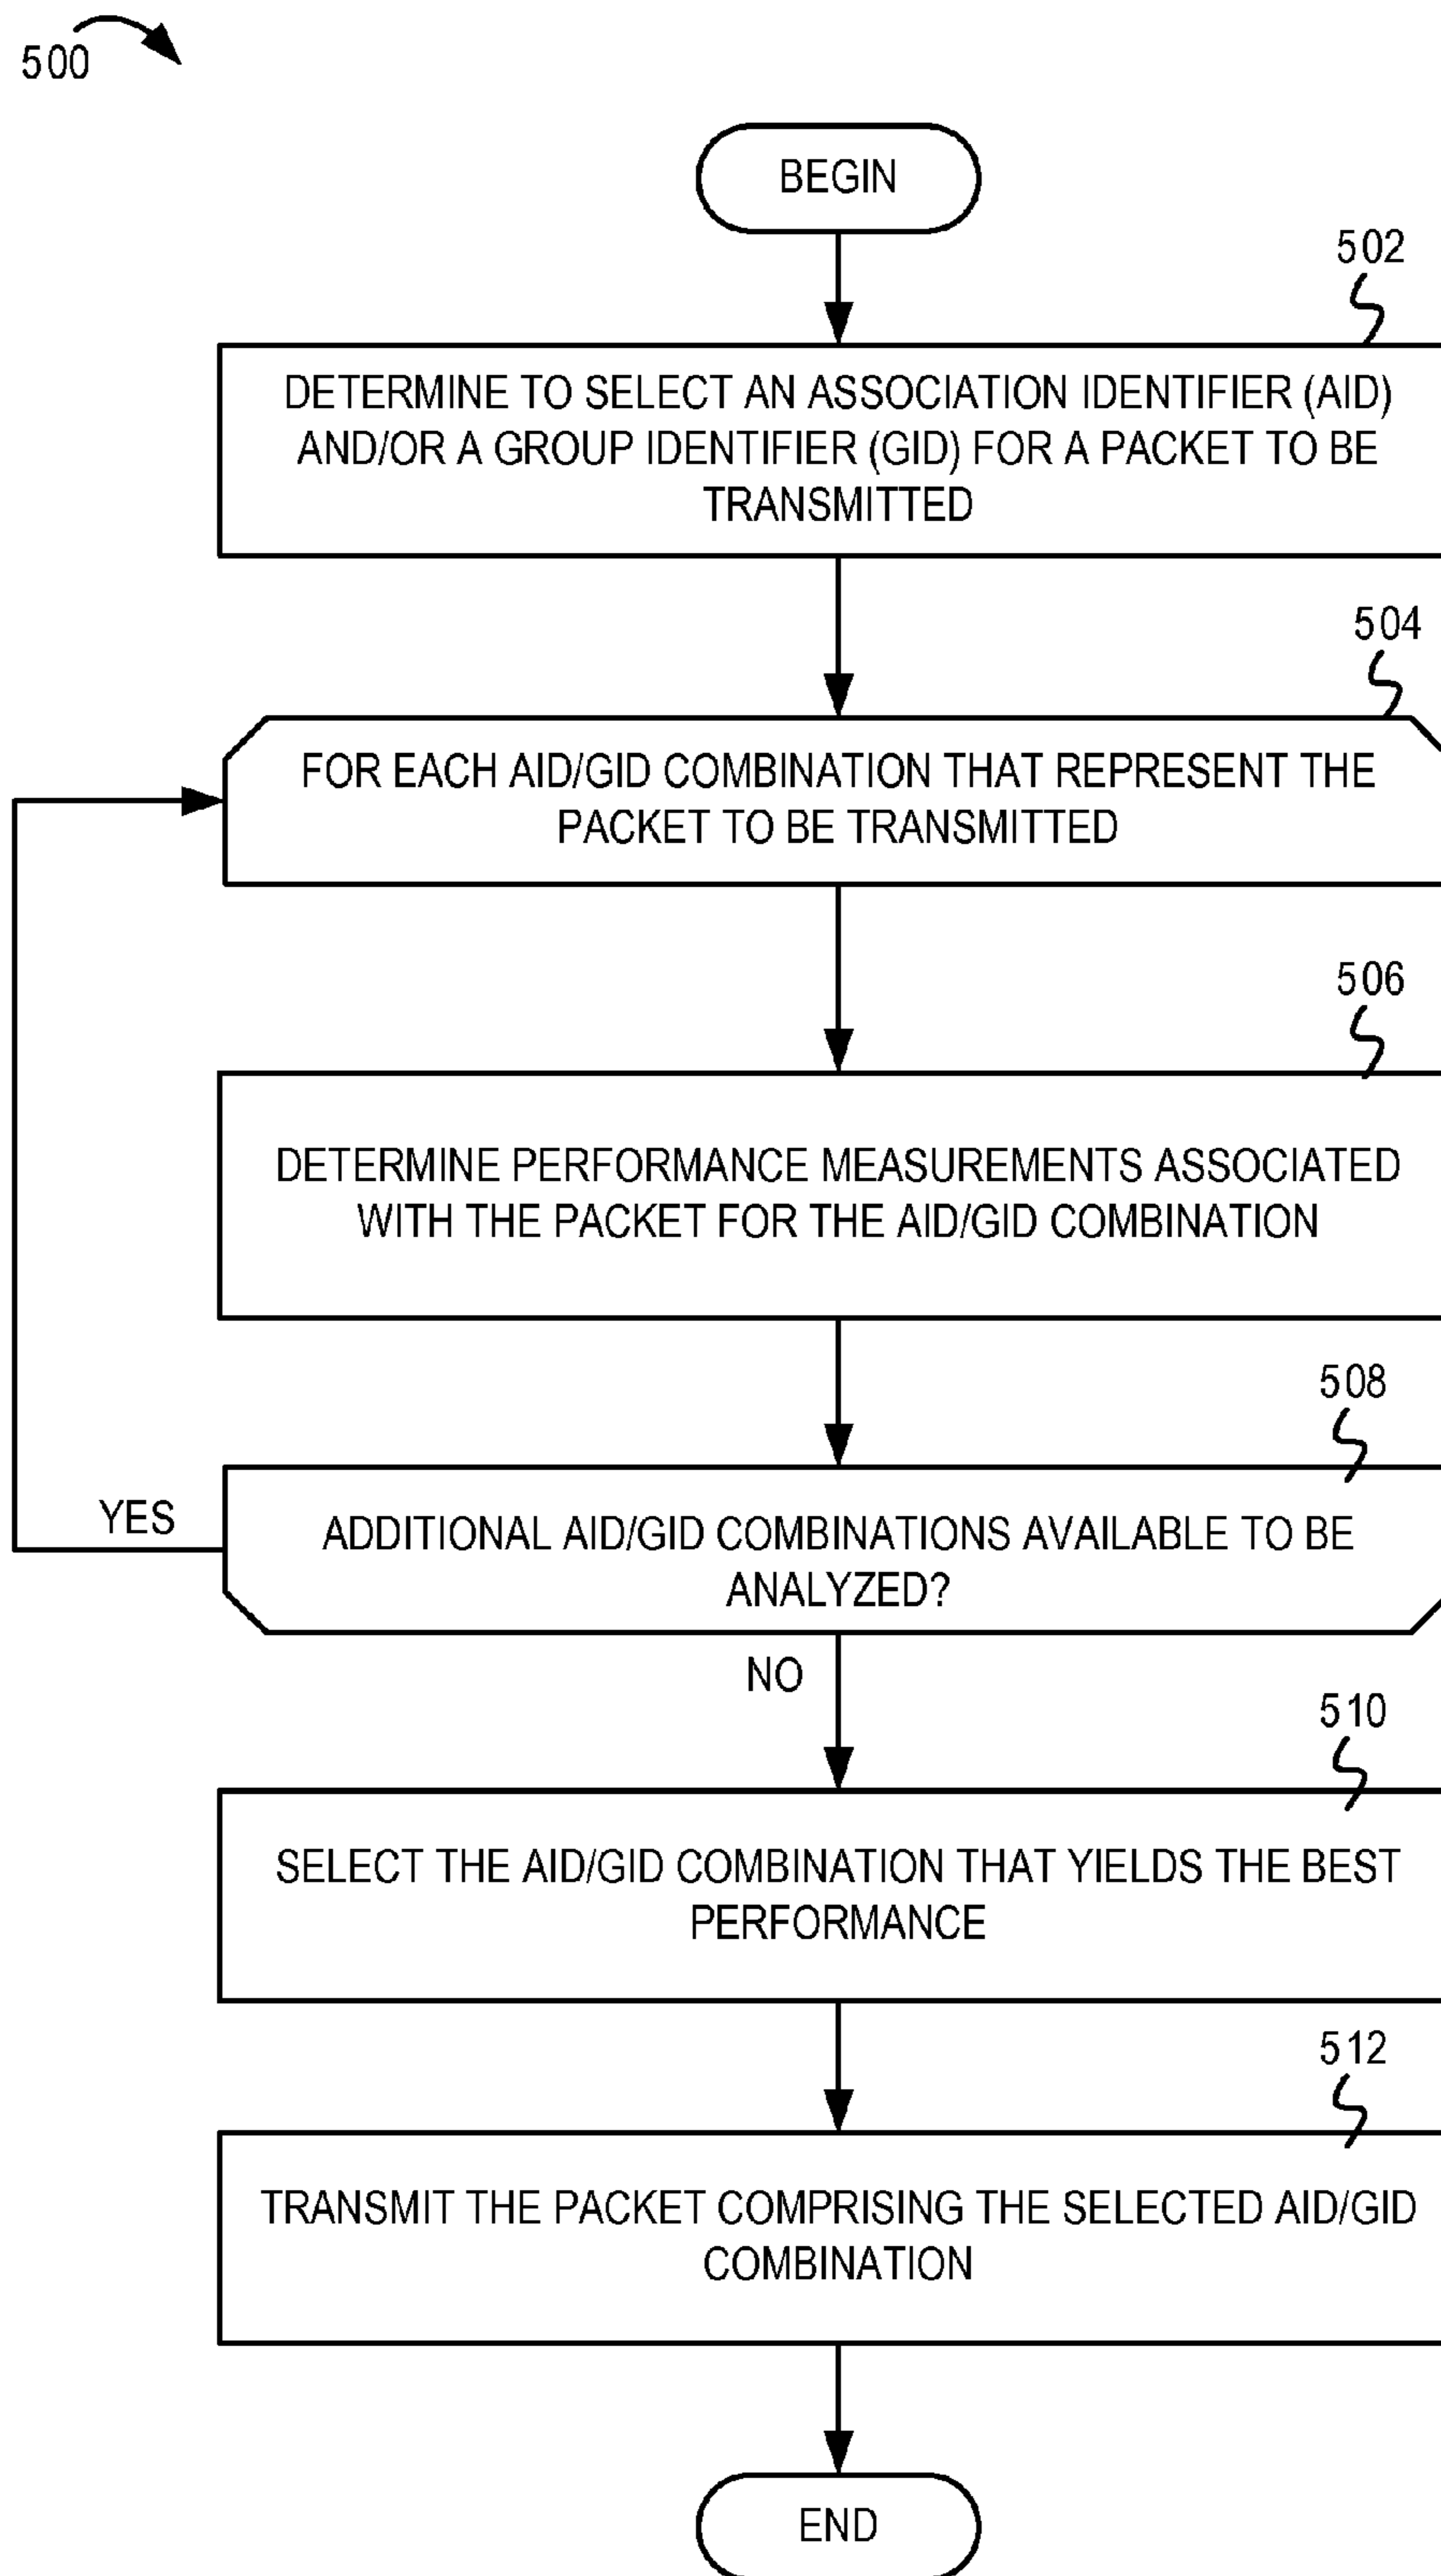 500
BEGIN
502
DETERMINE TO SELECT AN ASSOCIATION IDENTIFIER (AID)
AND/OR A GROUP IDENTIFIER (GID) FOR A PACKET TO BE
TRANSMITTED
504
FOR EACH AID/GID COMBINATION THAT REPRESENT THE
PACKET TO BE TRANSMITTED
506
DETERMINE PERFORMANCE MEASUREMENTS ASSOCIATED
WITH THE PACKET FOR THE AID/GID COMBINATION
508
YES
ADDITIONAL AID/GID COMBINATIONS AVAILABLE TO BE
ANALYZED?
NO
510
SELECT THE AID/GID COMBINATION THAT YIELDS THE BEST
PERFORMANCE
512
TRANSMIT THE PACKET COMPRISING THE SELECTED AID/GID
COMBINATION
END